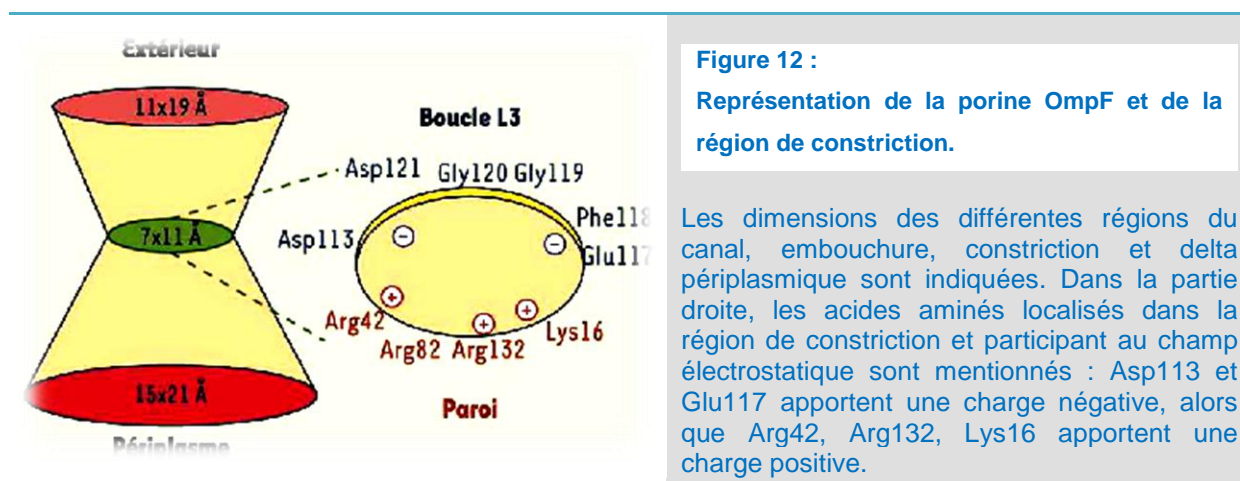 Extérieur
11x19 Å
Boucle L3
Asp121 Gly120 Gly119
Phe118
7x11 Å
Asp113
Glu117
Arg42
Lys16
Arg82 Arg132
15x21 Å
Paroi
Périplasme
Figure 12 :
Représentation de la porine OmpF et de la
région de constriction.
Les dimensions des différentes régions du
canal, embouchure, constriction et delta
périplasmique sont indiquées. Dans la partie
droite, les acides aminés localisés dans la
région de constriction et participant au champ
électrostatique sont mentionnés : Asp113 et
Glu117 apportent une charge négative, alors
que Arg42, Arg132, Lys16 apportent une
charge positive.